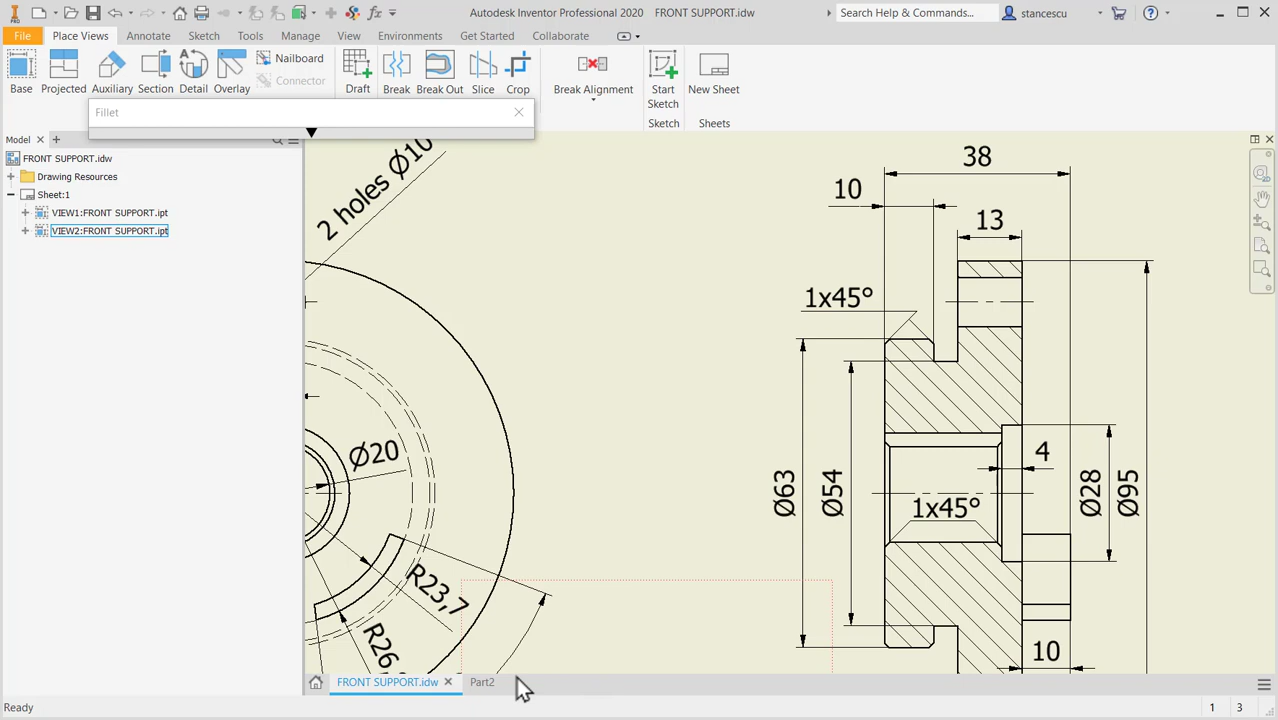 PRO
fx
Autodesk Inventor Professional 2020 FRONT SUPPORT.idw
Search Help & Commands...
stancescu
File Place Views Annotate Sketch Tools Manage View Environments Get Started Collaborate
Base Projected Auxiliary Section Detail Overlay
Nailboard
Connector
Draft Break Break Out Slice Crop
Break Alignment
Start
Sketch
New Sheet
Sketch Sheets
Fillet
Model
FRONT SUPPORT.idw
Drawing Resources
Sheet:1
VIEW1:FRONT SUPPORT.ipt
VIEW2:FRONT SUPPORT.ipt
2 holes Ø10
Ø20
R23,7
R26
38
10
13
1x45°
4
Ø63
Ø54
1x45°
Ø28
Ø95
10
FRONT SUPPORT.idw Part2
Ready 1 3